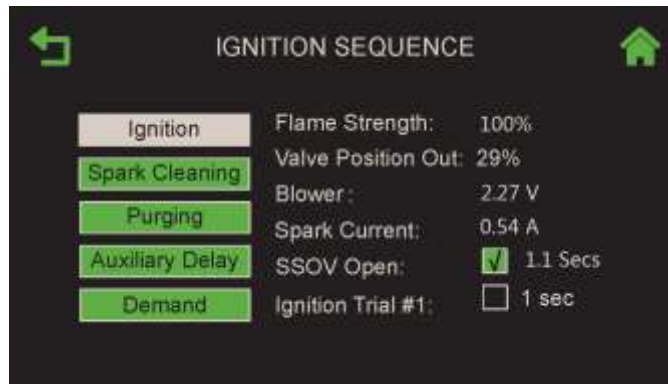 IGNITION SEQUENCE
Ignition
Spark Cleaning
Purging
Auxiliary Delay
Demand
Flame Strength: 100%
Valve Position Out: 29%
Blower : 2.27 V
Spark Current: 0.54 A
SSOV Open: √ 1.1 Secs
Ignition Trial #1: 1 sec